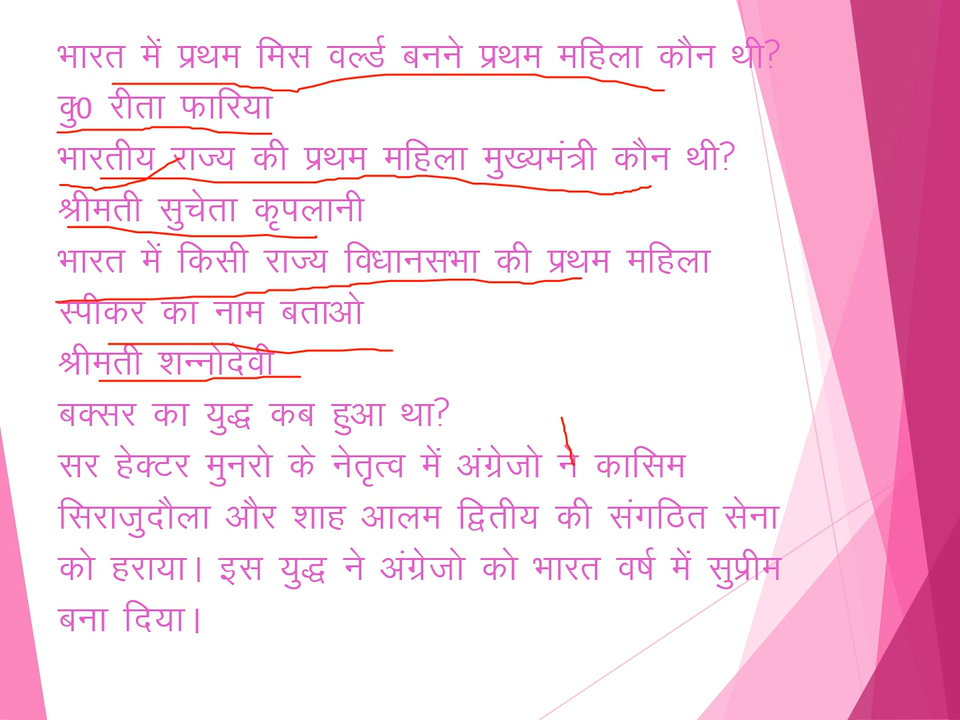 भारत में प्रथम मिस वर्ल्ड बनने प्रथम महिला कौन थी?
कु0 रीता फारिया
भारतीय राज्य की प्रथम महिला मुख्यमंत्री कौन थी?
श्रीमती सुचेता कृपलानी
भारत में किसी राज्य विधानसभा की प्रथम महिला
स्पीकर का नाम बताओ
श्रीमती शन्नोदेवी
बक्सर का युद्ध कब हुआ था?
सर हेक्टर मुनरो के नेतृत्व में अंग्रेजो ने कासिम
सिराजुदौला और शाह आलम द्वितीय की संगठित सेना
को हराया। इस युद्ध ने अंग्रेजो को भारत वर्ष में सुप्रीम
बना दिया।